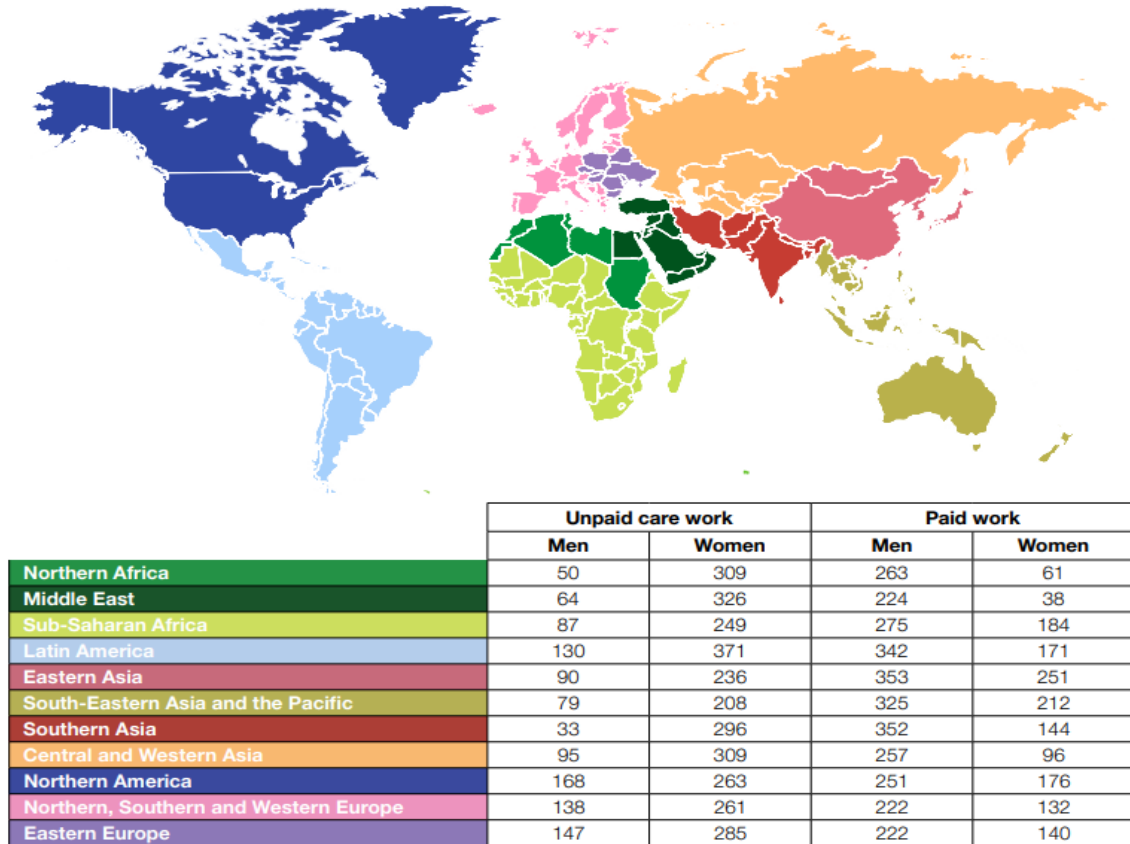 Unpaid care work Paid work
Men Women Men Women
Northern Africa 50 309 263 61
Middle East 64 326 224 38
Sub-Saharan Africa 87 249 275 184
Latin America 130 371 342 171
Eastern Asia 90 236 353 251
South-Eastern Asia and the Pacific 79 208 325 212
Southern Asia 33 296 352 144
Central and Western Asia 95 309 257 96
Northern America 168 263 251 176
Northern, Southern and Western Europe 138 261 222 132
Eastern Europe 147 285 222 140